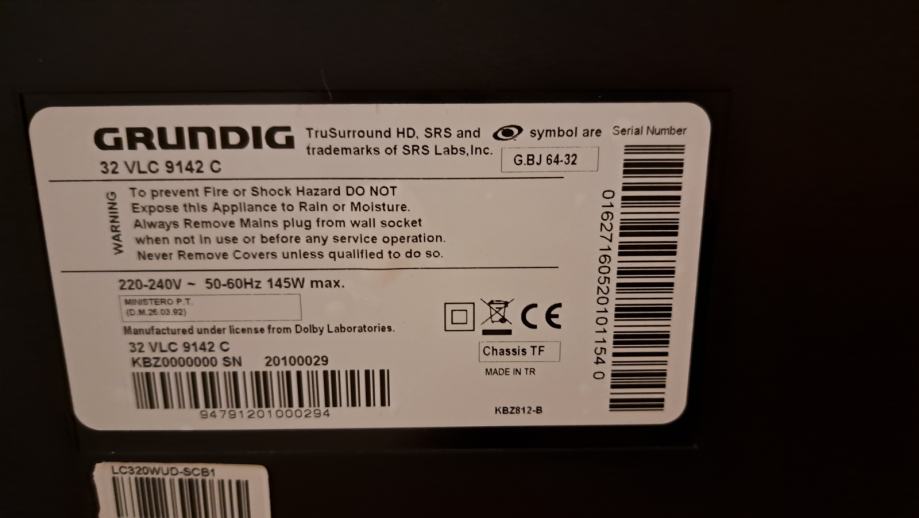 GRUNDIG
32 VLC 9142 C
TruSurround HD, SRS and symbol are
trademarks of SRS Labs,Inc.
G.BJ 64-32
Serial Number
01627160520101154 0
WARNING
To prevent Fire or Shock Hazard DO NOT
Expose this Appliance to Rain or Moisture.
Always Remove Mains plug from wall socket
when not in use or before any service operation.
Never Remove Covers unless qualified to do so.
220-240V ~ 50-60Hz 145W max.
MINISTERO P.T.
(D.M.26.03.92)
Manufactured under license from Dolby Laboratories.
32 VLC 9142 C
KBZ0000000 SN 20100029
94791201000294
CE
Chassis TF
MADE IN TR
KBZ812-B
LC320WUD-SCB1